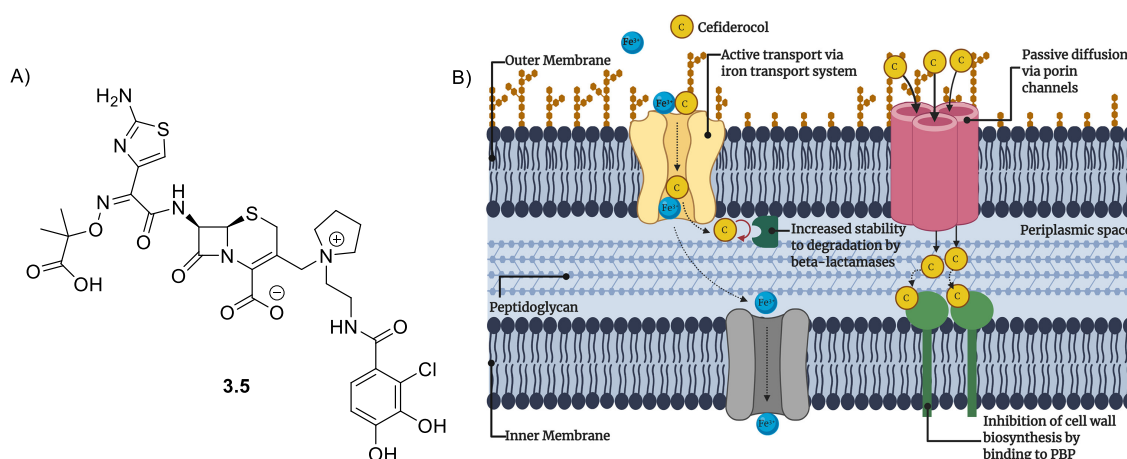 A)
H₂N
S
N
N
O
O
OH
O
H
N
S
O
N
O
O
⊖
N
⊕
NH
O
Cl
OH
OH
3.5
B)
Fe³⁺
C
Cefiderocol
Outer Membrane
Active transport via
iron transport system
Passive diffusion
via porin
channels
Fe³⁺
C
C
C
C
C
Fe³⁺
C
Increased stability
to degradation by
beta-lactamases
Periplasmic space
C
C
C
C
Peptidoglycan
Fe³⁺
Fe³⁺
Inner Membrane
Inhibition of cell wall
biosynthesis by
binding to PBP